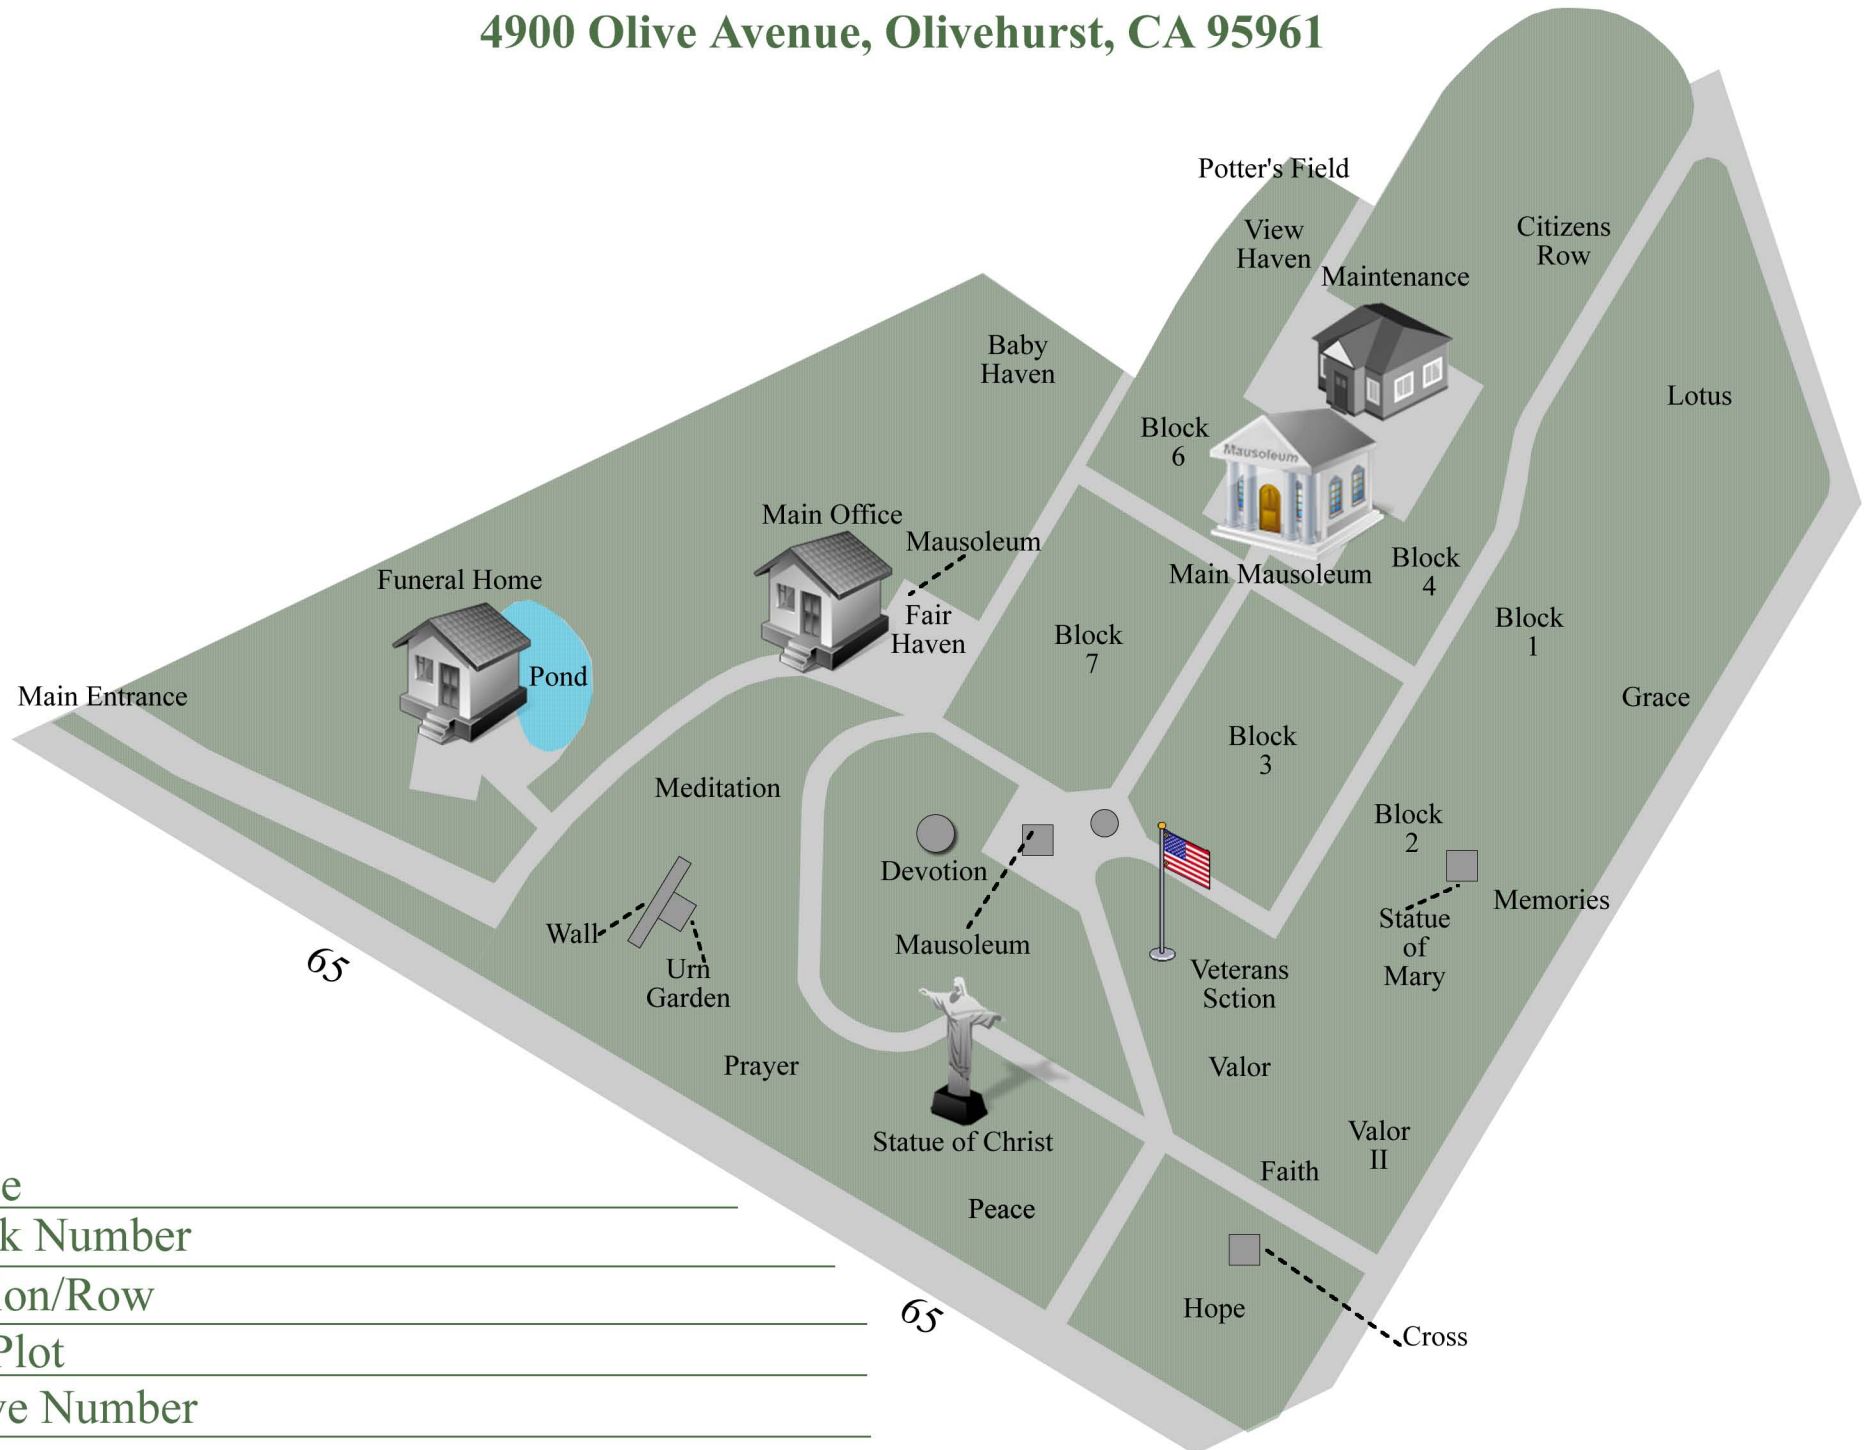 4900 Olive Avenue, Olivehurst, CA 95961
Potter's Field
View
Haven
Citizens
Row
Maintenance
Baby
Haven
Lotus
Block
6
Mausoleum
Main Office
Mausoleum
Main Mausoleum
Block
4
Funeral Home
Fair
Haven
Block
7
Block
1
Pond
Main Entrance
Grace
Block
3
Meditation
Block
2
Devotion
Memories
Wall
Mausoleum
Statue
of
Mary
65
Urn
Garden
Veterans
Sction
Prayer
Valor
Statue of Christ
Valor
II
Faith
Peace
Hope
65
Cross
e
k Number
ion/Row
Plot
ve Number